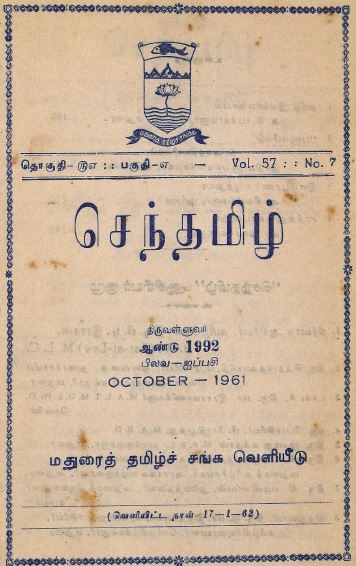 தொகுதி-ருஎ :: பகுதி-எ — Vol. 57 : : No. 7
செந்தமிழ்
திருவள்ளுவர்
ஆண்டு 1992
பிலவ—ஐப்பசி
OCTOBER — 1961
மதுரைத் தமிழ்ச் சங்க வெளியீடு
(வெளியிட்ட நாள் -17-1-62)